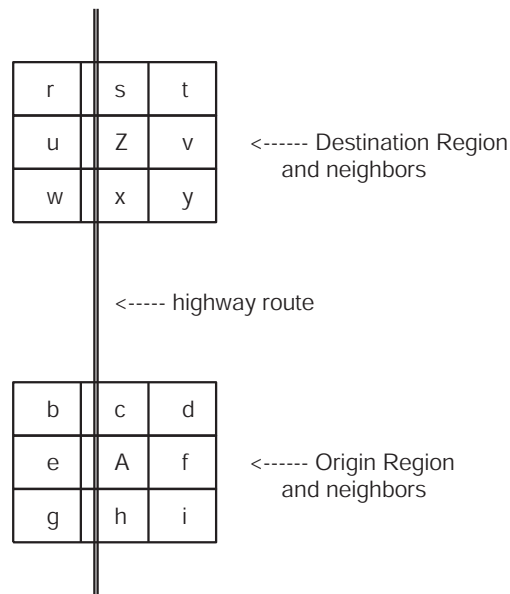 r s t
u Z v
w x y
<------ Destination Region
and neighbors
<----- highway route
b c d
e A f
g h i
<------ Origin Region
and neighbors